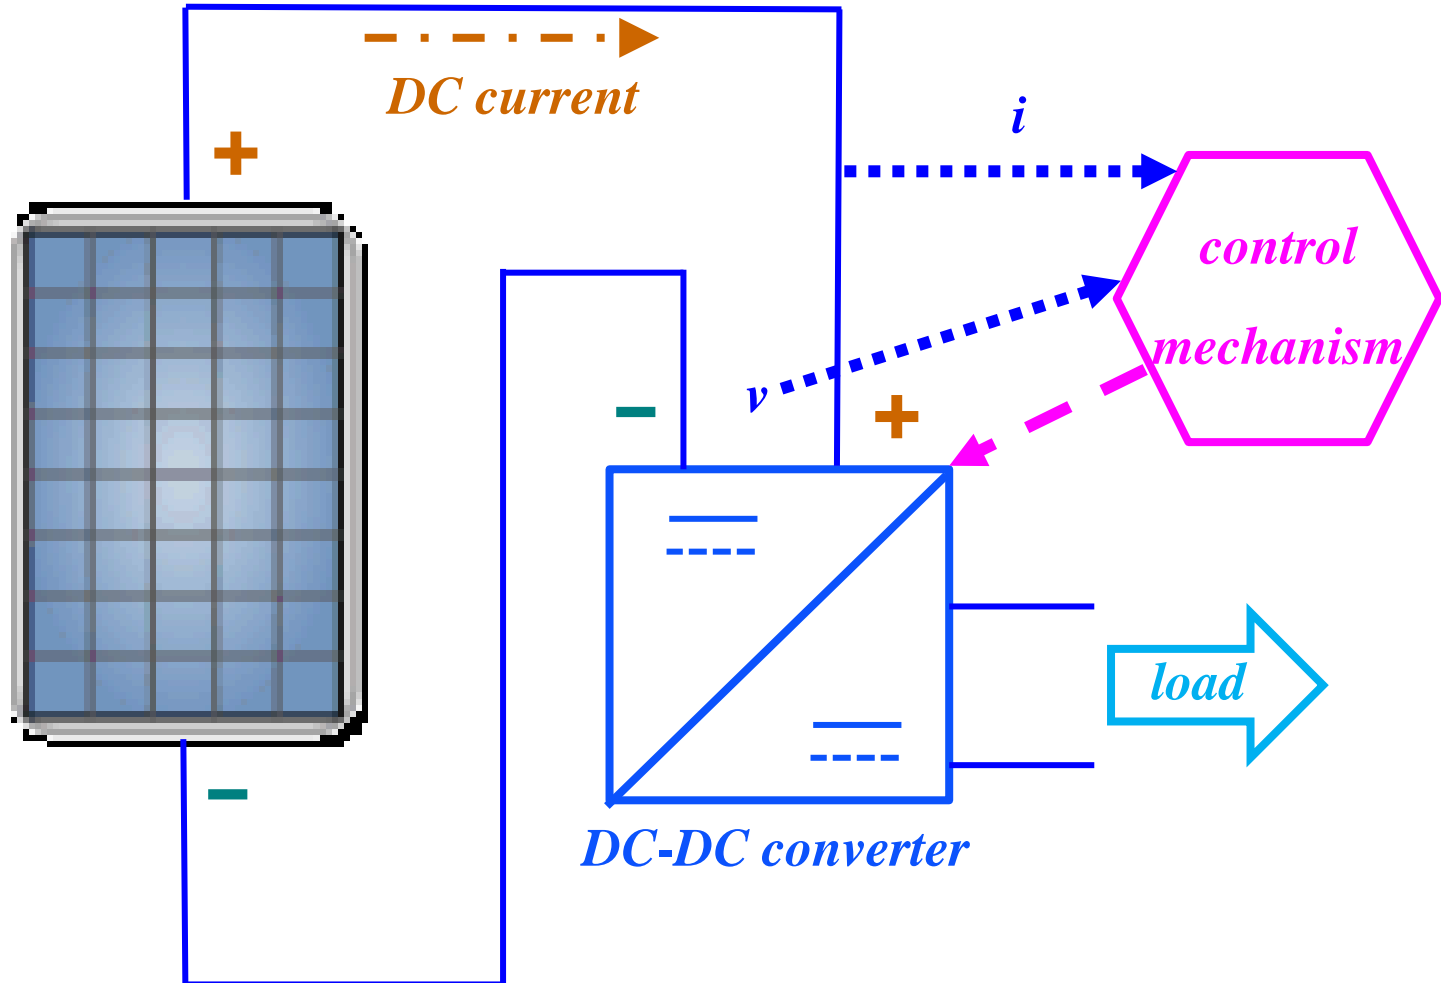 DC current
i
control
mechanism
v
load
DC-DC converter